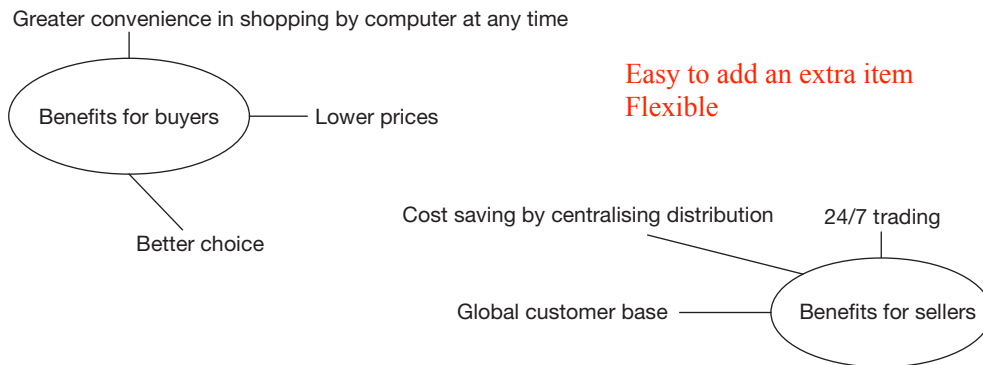 Greater convenience in shopping by computer at any time
Easy to add an extra item
Flexible
Benefits for buyers
Lower prices
Better choice
Cost saving by centralising distribution
24/7 trading
Global customer base
Benefits for sellers